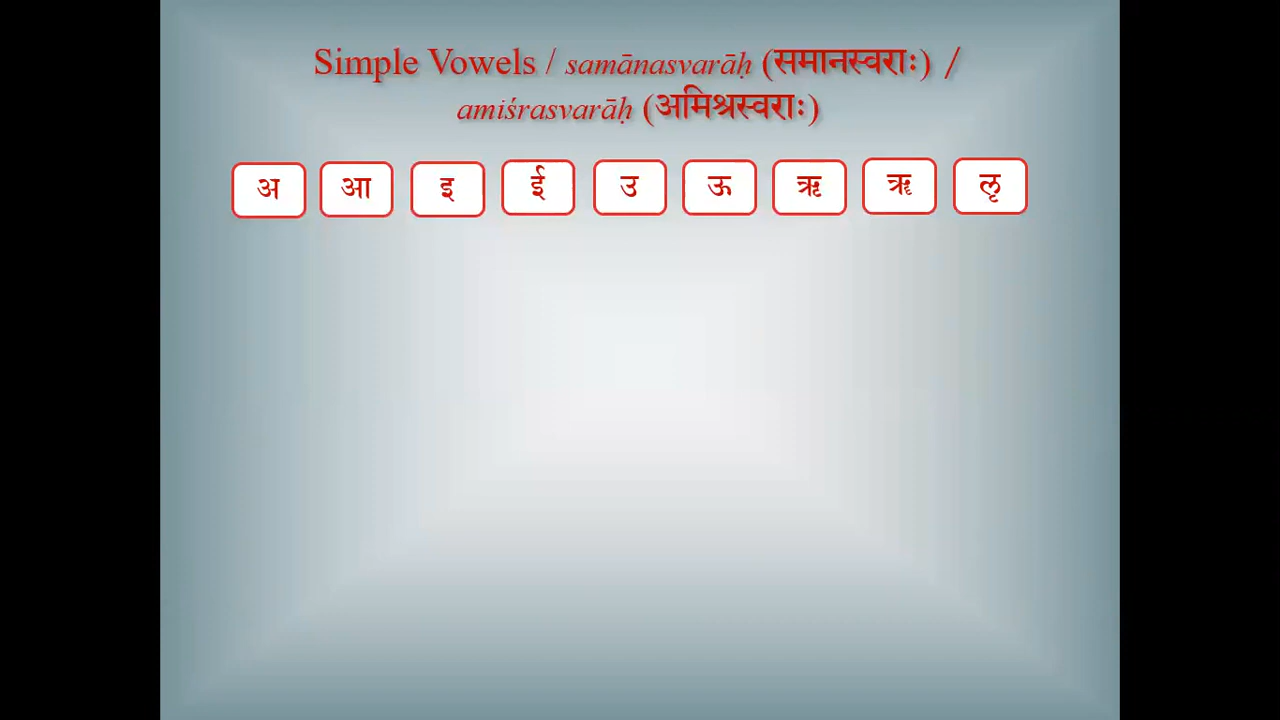 Simple Vowels / samānasvarāḥ (समानस्वराः) /
amiśrasvarāḥ (अमिश्रस्वराः)
अ आ इ ई उ ऊ ऋ ॠ ऌ